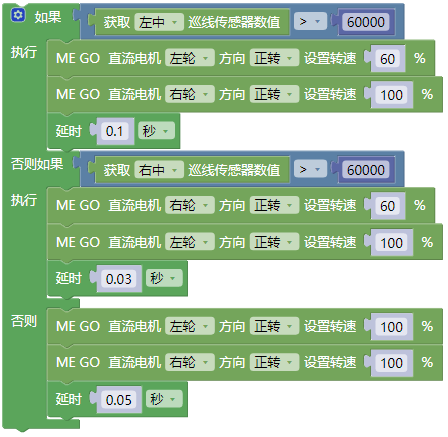 如果 获取 左中 巡线传感器数值 > 60000
执行 ME GO 直流电机 左轮 方向 正转 设置转速 60 %
ME GO 直流电机 右轮 方向 正转 设置转速 100 %
延时 0.1 秒
否则如果 获取 右中 巡线传感器数值 > 60000
执行 ME GO 直流电机 右轮 方向 正转 设置转速 60 %
ME GO 直流电机 左轮 方向 正转 设置转速 100 %
延时 0.03 秒
否则 ME GO 直流电机 左轮 方向 正转 设置转速 100 %
ME GO 直流电机 右轮 方向 正转 设置转速 100 %
延时 0.05 秒